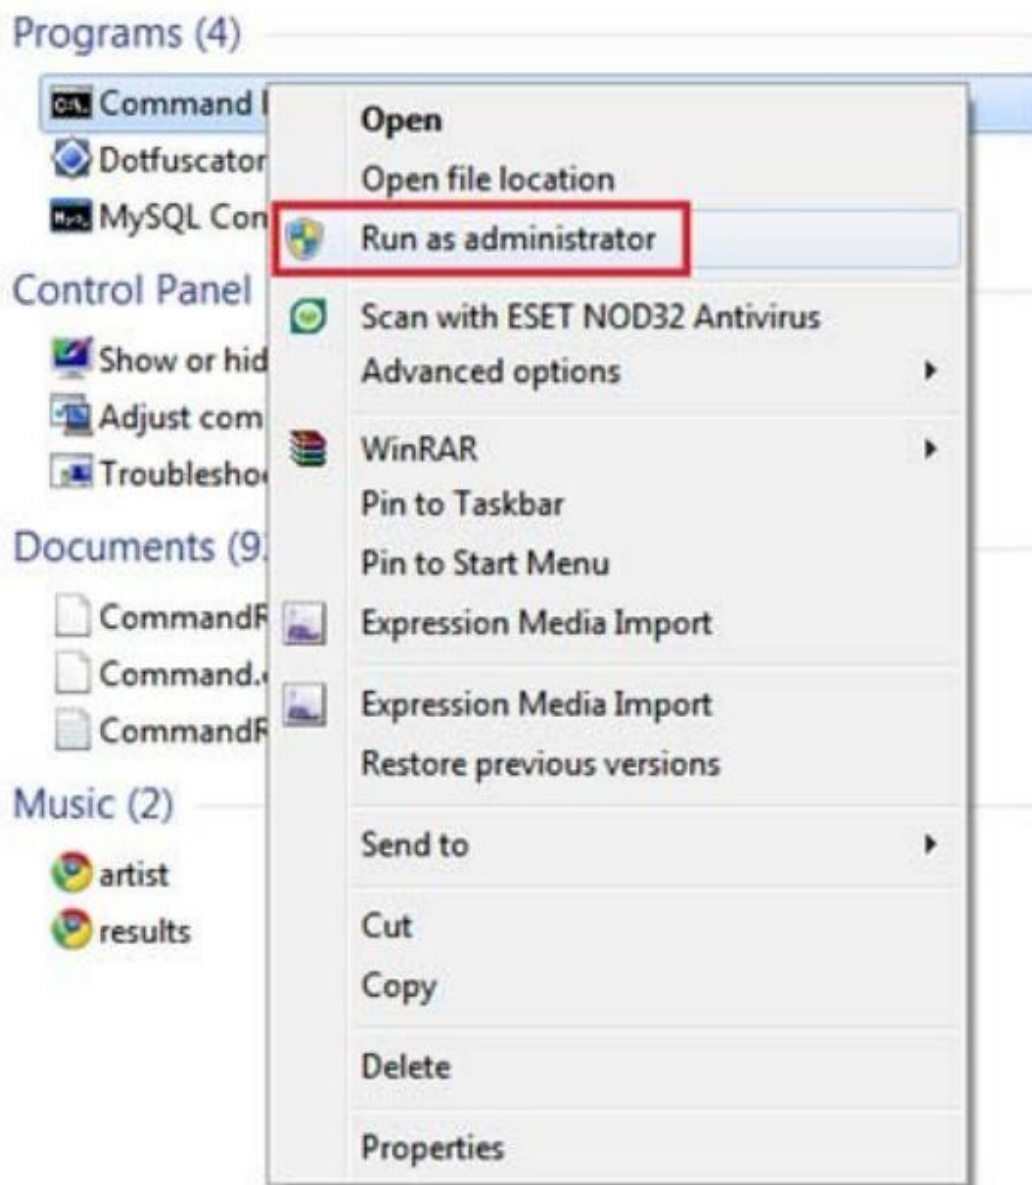 Programs (4)
Command
Dotfuscator
MySQL Con
Control Panel
Show or hid
Adjust com
Troublesho
Documents (9
CommandR
Command.
CommandR
Music (2)
artist
results
Open
Open file location
Run as administrator
Scan with ESET NOD32 Antivirus
Advanced options
WinRAR
Pin to Taskbar
Pin to Start Menu
Expression Media Import
Expression Media Import
Restore previous versions
Send to
Cut
Copy
Delete
Properties